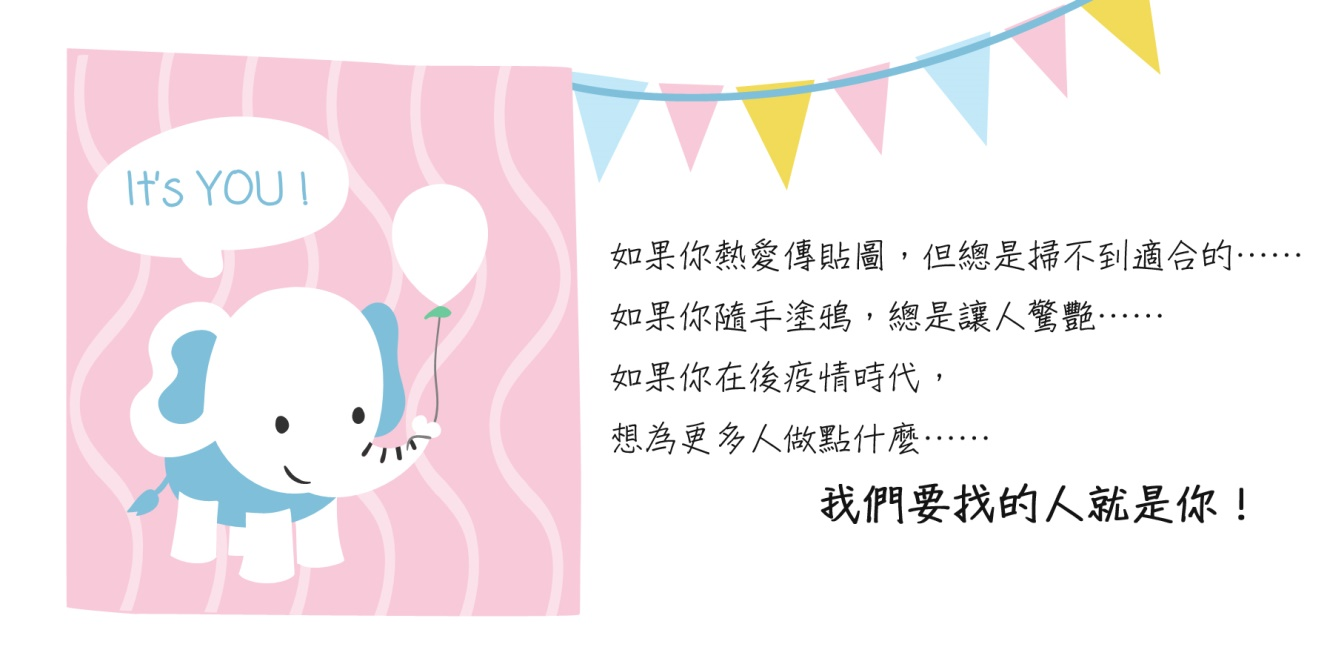 It's YOU !
如果你熱愛傳貼圖，但總是掃不到適合的⋯⋯
如果你隨手塗鴉，總是讓人驚艷⋯⋯
如果你在後疫情時代，
想為更多人做點什麼⋯⋯
我們要找的人就是你！